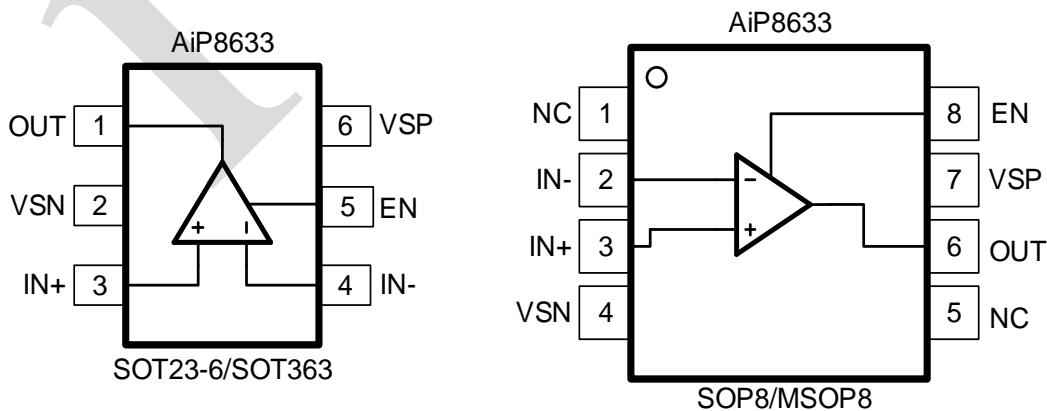 AiP8633
OUT 1
6 VSP
VSN 2
5 EN
IN+ 3
4 IN-
+ -
SOT23-6/SOT363
AiP8633
NC 1
8 EN
IN- 2
7 VSP
IN+ 3
6 OUT
VSN 4
5 NC
-
+
SOP8/MSOP8